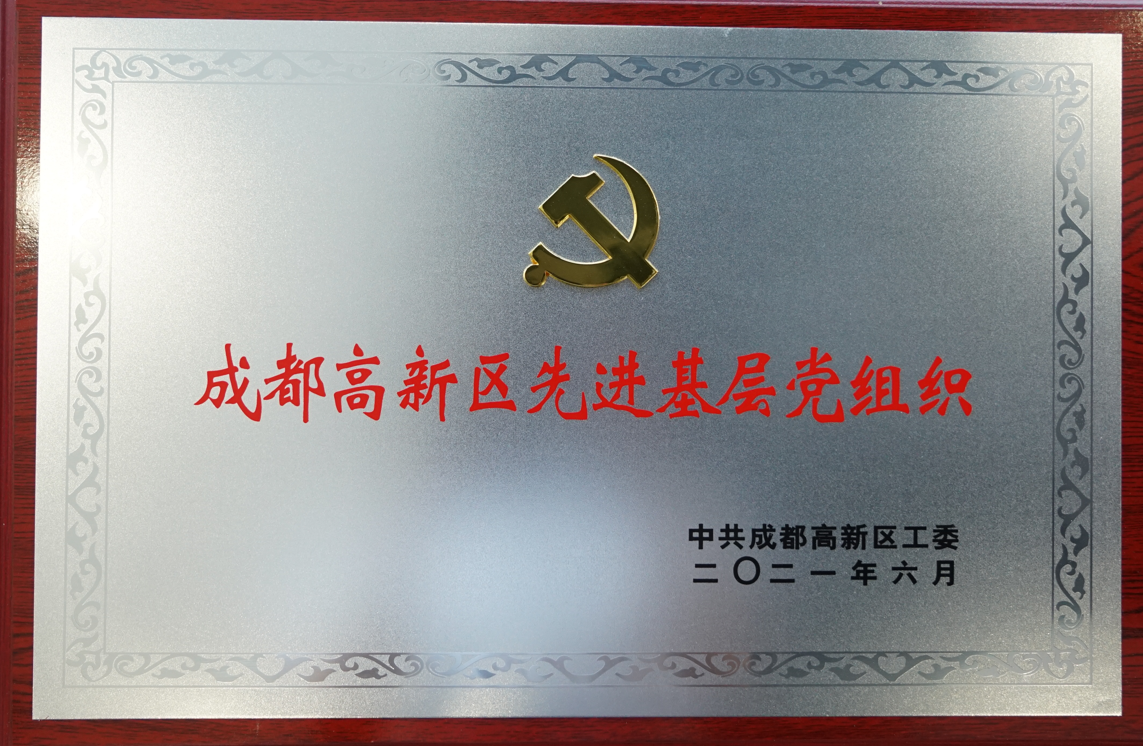 成都高新区先进基层党组织
中共成都高新区工委
二〇二一年六月